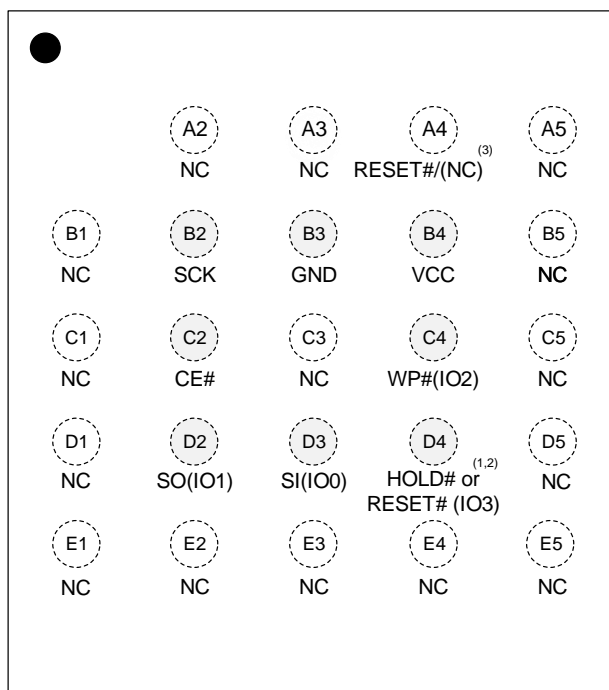 A2 A3 A4 A5
(3)
NC NC RESET#/(NC) NC
B1 B2 B3 B4 B5
NC SCK GND VCC NC
C1 C2 C3 C4 C5
NC CE# NC WP#(IO2) NC
D1 D2 D3 D4 D5
(1,2)
NC SO(IO1) SI(IO0) HOLD# or NC
RESET# (IO3)
E1 E2 E3 E4 E5
NC NC NC NC NC